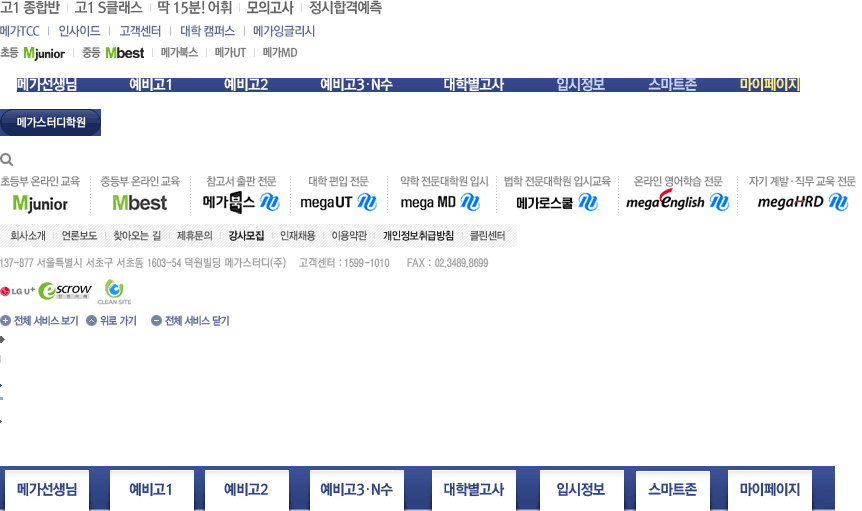 고1 종합반 고1 S클래스 딱 15분! 어휘 모의고사 정시합격예측
메가TCC 인사이드 고객센터 대학 캠퍼스 메가잉글리시
초등 Mjunior 중등 Mbest 메가북스 메가UT 메가MD
메가선생님 예비고1 예비고2 예비고3·N수 대학별고사 입시정보 스마트존 마이페이지
메가스터디학원
초등부 온라인 교육 중등부 온라인 교육 참고서 출판 전문 대학 편입 전문 약학 전문대학원 입시 법학 전문대학원 입시교육 온라인 영어학습 전문 자기 계발·직무 교육 전문
Mjunior Mbest 메가북스 megaUT mega MD 메가로스쿨 megaEnglish megaHRD
회사소개 언론보도 찾아오는 길 제휴문의 강사모집 인재채용 이용약관 개인정보취급방침 클린센터
137-877 서울특별시 서초구 서초동 1603-54 덕원빌딩 메가스터디(주) 고객센터 : 1599-1010 FAX : 02.3489.8699
LG U+ escrow CLEAN SITE
전체 서비스 보기 위로 가기 전체 서비스 닫기
메가선생님 예비고1 예비고2 예비고3·N수 대학별고사 입시정보 스마트존 마이페이지